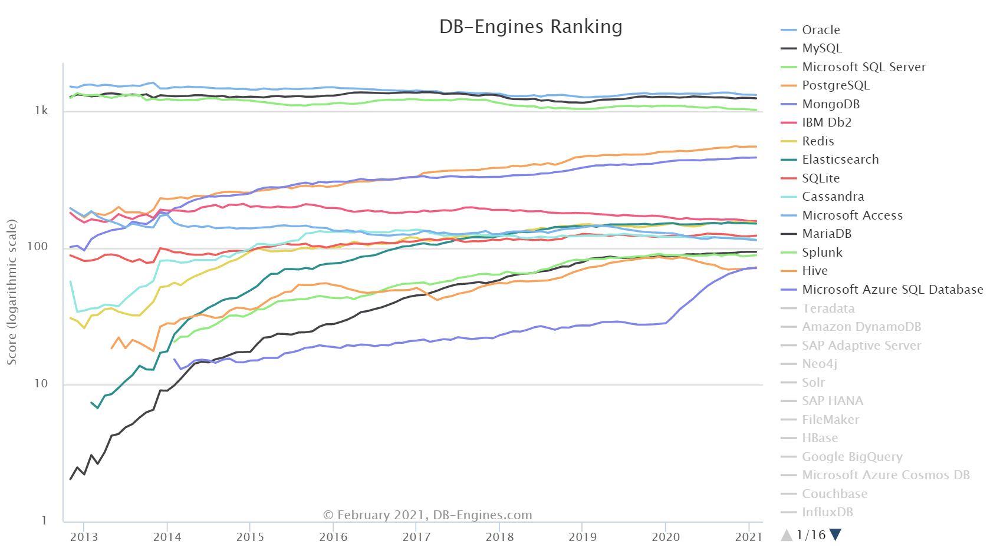 DB-Engines Ranking
Score (logarithmic scale)
1k
100
10
1
2013 2014 2015 2016 2017 2018 2019 2020 2021
© February 2021, DB-Engines.com
Oracle
MySQL
Microsoft SQL Server
PostgreSQL
MongoDB
IBM Db2
Redis
Elasticsearch
SQLite
Cassandra
Microsoft Access
MariaDB
Splunk
Hive
Microsoft Azure SQL Database
Teradata
Amazon DynamoDB
SAP Adaptive Server
Neo4j
Solr
SAP HANA
FileMaker
HBase
Google BigQuery
Microsoft Azure Cosmos DB
Couchbase
InfluxDB
1/16